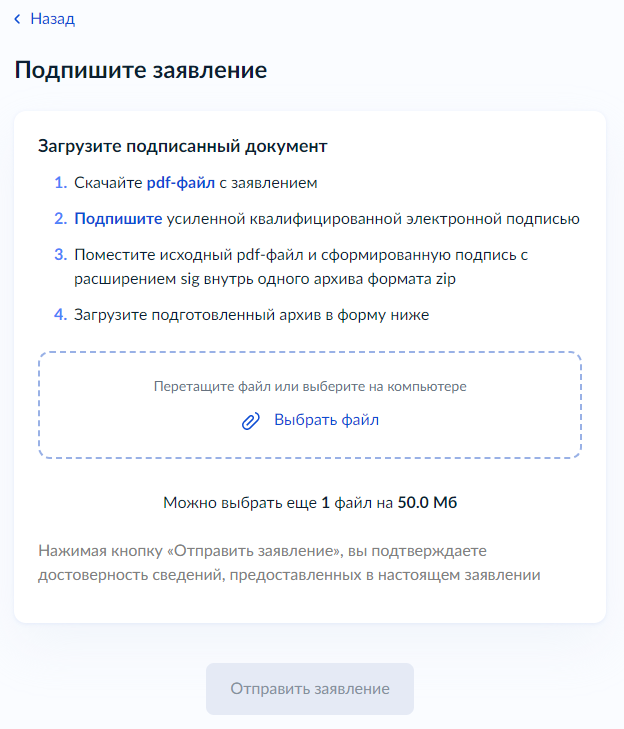 Назад
Подпишите заявление
Загрузите подписанный документ
1. Скачайте pdf-файл с заявлением
2. Подпишите усиленной квалифицированной электронной подписью
3. Поместите исходный pdf-файл и сформированную подпись с
расширением sig внутрь одного архива формата zip
4. Загрузите подготовленный архив в форму ниже
Перетащите файл или выберите на компьютере
Выбрать файл
Можно выбрать еще 1 файл на 50.0 Мб
Нажимая кнопку «Отправить заявление», вы подтверждаете
достоверность сведений, предоставленных в настоящем заявлении
Отправить заявление